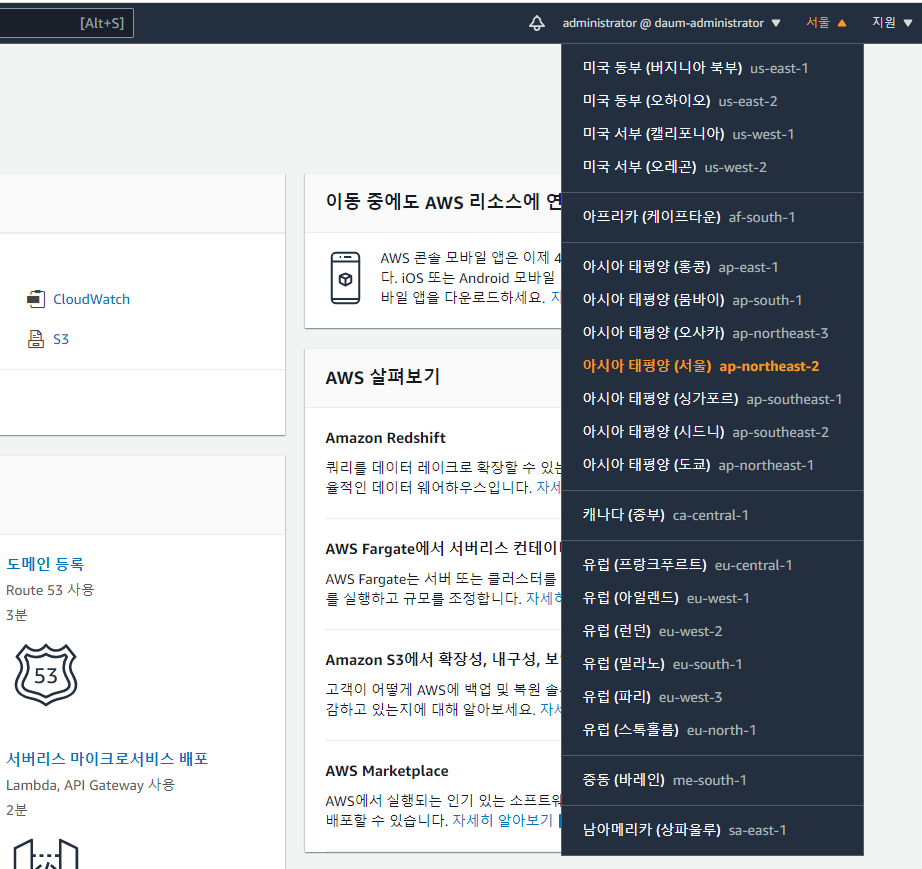 [Alt+S]
administrator @ daum-administrator
서울
지원
CloudWatch
S3
도메인 등록
Route 53 사용
3분
53
서버리스 마이크로서비스 배포
Lambda, API Gateway 사용
2분
이동 중에도 AWS 리소스에 연
AWS 콘솔 모바일 앱은 이제 4
다. iOS 또는 Android 모바일
바일 앱을 다운로드하세요. 자
AWS 살펴보기
Amazon Redshift
쿼리를 데이터 레이크로 확장할 수 있는
율적인 데이터 웨어하우스입니다. 자세
AWS Fargate에서 서버리스 컨테이너
AWS Fargate는 서버 또는 클러스터를
를 실행하고 규모를 조정합니다. 자세히
Amazon S3에서 확장성, 내구성, 보
고객이 어떻게 AWS에 백업 및 복원 솔루
감하고 있는지에 대해 알아보세요. 자세
AWS Marketplace
AWS에서 실행되는 인기 있는 소프트웨
배포할 수 있습니다. 자세히 알아보기
미국 동부 (버지니아 북부) us-east-1
미국 동부 (오하이오) us-east-2
미국 서부 (캘리포니아) us-west-1
미국 서부 (오레곤) us-west-2
아프리카 (케이프타운) af-south-1
아시아 태평양 (홍콩) ap-east-1
아시아 태평양 (뭄바이) ap-south-1
아시아 태평양 (오사카) ap-northeast-3
아시아 태평양 (서울) ap-northeast-2
아시아 태평양 (싱가포르) ap-southeast-1
아시아 태평양 (시드니) ap-southeast-2
아시아 태평양 (도쿄) ap-northeast-1
캐나다 (중부) ca-central-1
유럽 (프랑크푸르트) eu-central-1
유럽 (아일랜드) eu-west-1
유럽 (런던) eu-west-2
유럽 (밀라노) eu-south-1
유럽 (파리) eu-west-3
유럽 (스톡홀름) eu-north-1
중동 (바레인) me-south-1
남아메리카 (상파울루) sa-east-1